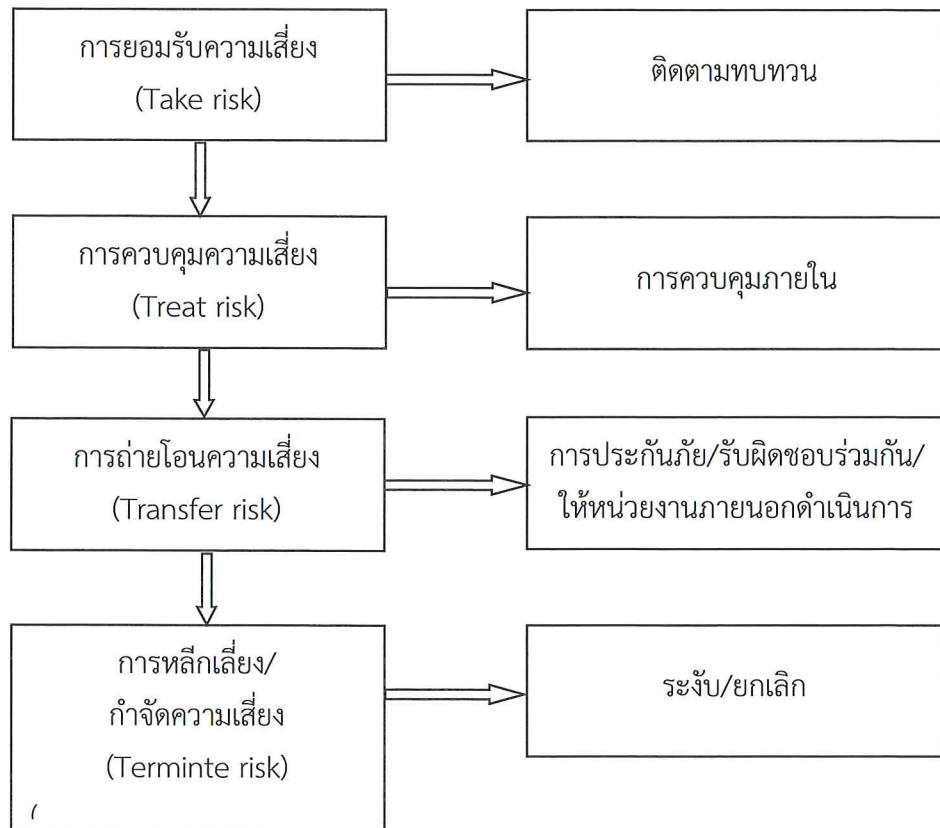 การยอมรับความเสี่ยง
(Take risk)
ติดตามทบทวน
การควบคุมความเสี่ยง
(Treat risk)
การควบคุมภายใน
การถ่ายโอนความเสี่ยง
(Transfer risk)
การประกันภัย/รับผิดชอบร่วมกัน/
ให้หน่วยงานภายนอกดำเนินการ
การหลีกเลี่ยง/
กำจัดความเสี่ยง
(Terminte risk)
(
ระงับ/ยกเลิก